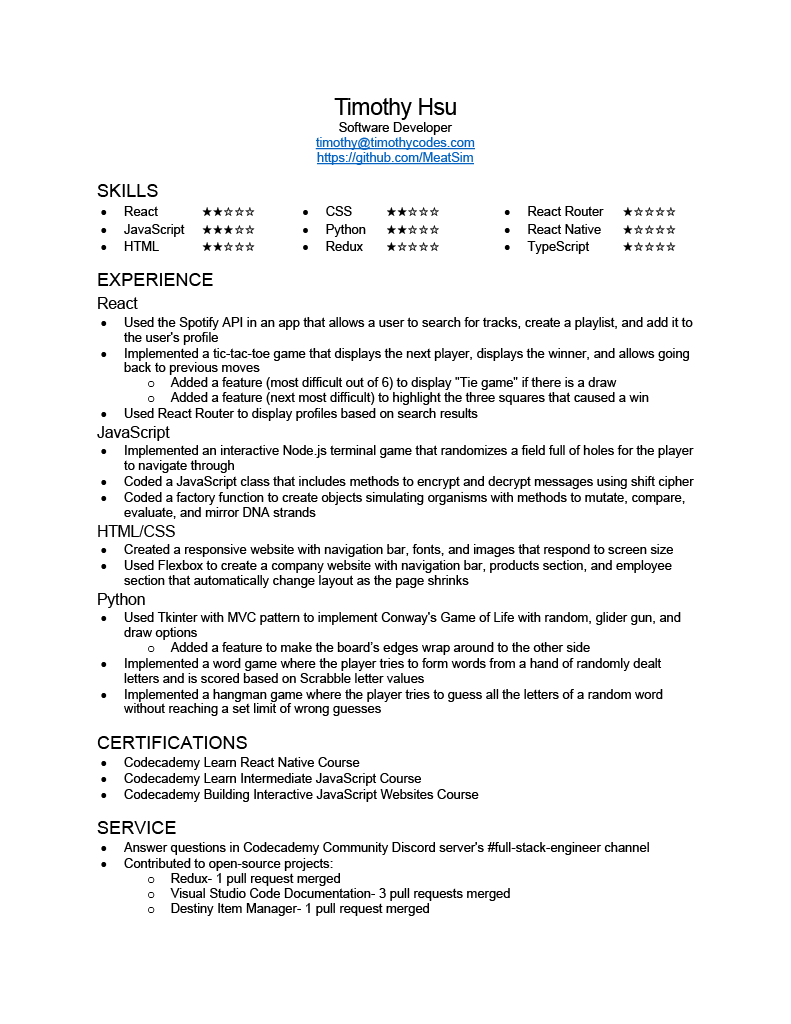 Timothy Hsu
Software Developer
timothy@timothycodes.com
https://github.com/MeatSim
SKILLS
• React ★★☆☆☆ • CSS ★★☆☆☆ • React Router ★☆☆☆☆
• JavaScript ★★★☆☆ • Python ★★☆☆☆ • React Native ★☆☆☆☆
• HTML ★★☆☆☆ • Redux ★☆☆☆☆ • TypeScript ★☆☆☆☆
EXPERIENCE
React
• Used the Spotify API in an app that allows a user to search for tracks, create a playlist, and add it to
the user's profile
• Implemented a tic-tac-toe game that displays the next player, displays the winner, and allows going
back to previous moves
o Added a feature (most difficult out of 6) to display "Tie game" if there is a draw
o Added a feature (next most difficult) to highlight the three squares that caused a win
• Used React Router to display profiles based on search results
JavaScript
• Implemented an interactive Node.js terminal game that randomizes a field full of holes for the player
to navigate through
• Coded a JavaScript class that includes methods to encrypt and decrypt messages using shift cipher
• Coded a factory function to create objects simulating organisms with methods to mutate, compare,
evaluate, and mirror DNA strands
HTML/CSS
• Created a responsive website with navigation bar, fonts, and images that respond to screen size
• Used Flexbox to create a company website with navigation bar, products section, and employee
section that automatically change layout as the page shrinks
Python
• Used Tkinter with MVC pattern to implement Conway's Game of Life with random, glider gun, and
draw options
o Added a feature to make the board’s edges wrap around to the other side
• Implemented a word game where the player tries to form words from a hand of randomly dealt
letters and is scored based on Scrabble letter values
• Implemented a hangman game where the player tries to guess all the letters of a random word
without reaching a set limit of wrong guesses
CERTIFICATIONS
• Codecademy Learn React Native Course
• Codecademy Learn Intermediate JavaScript Course
• Codecademy Building Interactive JavaScript Websites Course
SERVICE
• Answer questions in Codecademy Community Discord server's #full-stack-engineer channel
• Contributed to open-source projects:
o Redux- 1 pull request merged
o Visual Studio Code Documentation- 3 pull requests merged
o Destiny Item Manager- 1 pull request merged